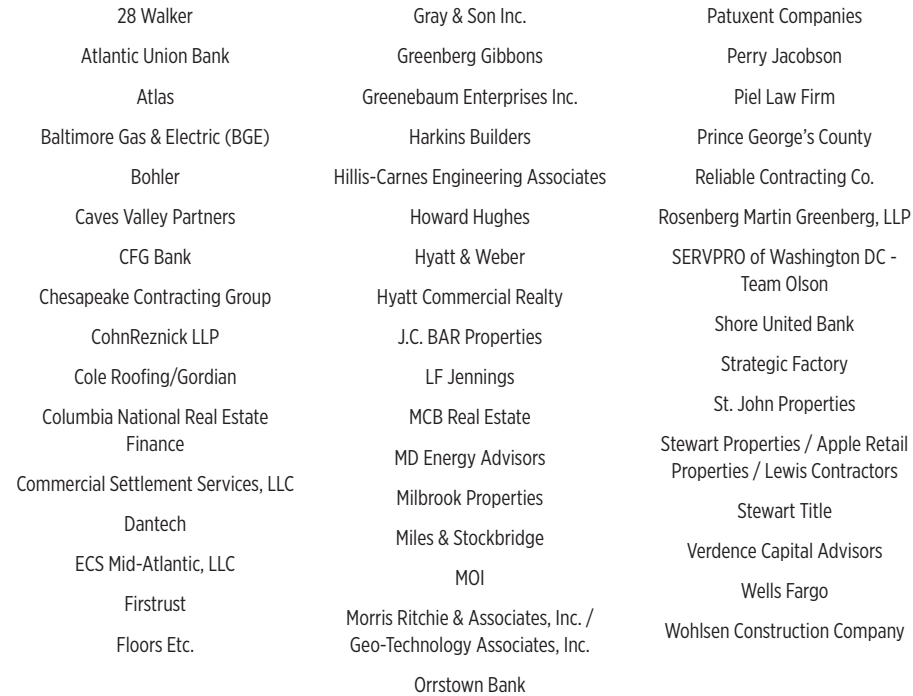 28 Walker
Atlantic Union Bank
Atlas
Baltimore Gas & Electric (BGE)
Bohler
Caves Valley Partners
CFG Bank
Chesapeake Contracting Group
CohnReznick LLP
Cole Roofing/Gordian
Columbia National Real Estate
Finance
Commercial Settlement Services, LLC
Dantech
ECS Mid-Atlantic, LLC
Firstrust
Floors Etc.
Gray & Son Inc.
Greenberg Gibbons
Greenebaum Enterprises Inc.
Harkins Builders
Hillis-Carnes Engineering Associates
Howard Hughes
Hyatt & Weber
Hyatt Commercial Realty
J.C. BAR Properties
LF Jennings
MCB Real Estate
MD Energy Advisors
Milbrook Properties
Miles & Stockbridge
MOI
Morris Ritchie & Associates, Inc. /
Geo-Technology Associates, Inc.
Orrstown Bank
Patuxent Companies
Perry Jacobson
Piel Law Firm
Prince George’s County
Reliable Contracting Co.
Rosenberg Martin Greenberg, LLP
SERVPRO of Washington DC -
Team Olson
Shore United Bank
Strategic Factory
St. John Properties
Stewart Properties / Apple Retail
Properties / Lewis Contractors
Stewart Title
Verdence Capital Advisors
Wells Fargo
Wohlsen Construction Company